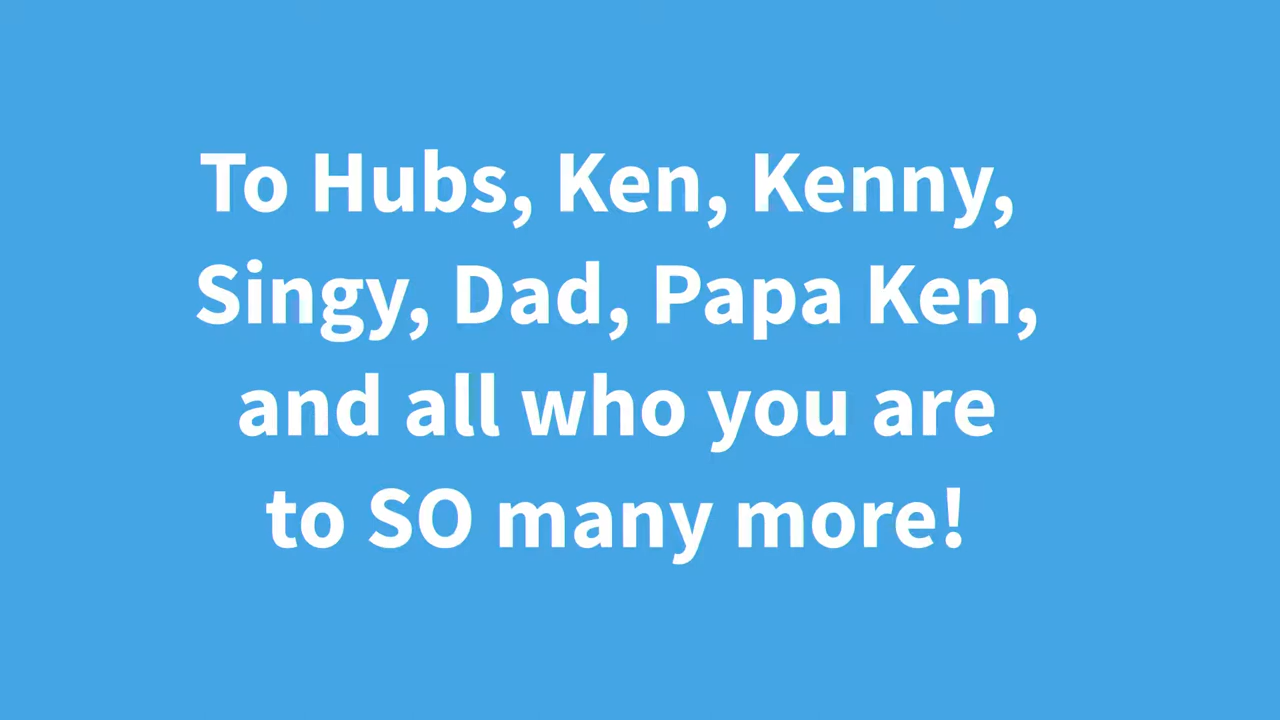 To Hubs, Ken, Kenny,
Singy, Dad, Papa Ken,
and all who you are
to SO many more!